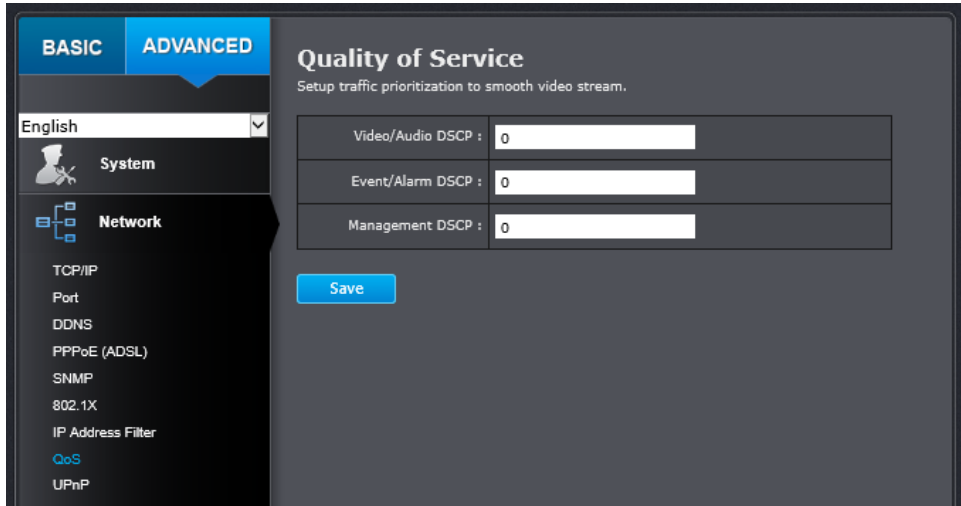 BASIC
ADVANCED
English
System
Network
TCP/IP
Port
DDNS
PPPoE (ADSL)
SNMP
802.1X
IP Address Filter
QoS
UPnP
Quality of Service
Setup traffic prioritization to smooth video stream.
Video/Audio DSCP : 0
Event/Alarm DSCP : 0
Management DSCP : 0
Save